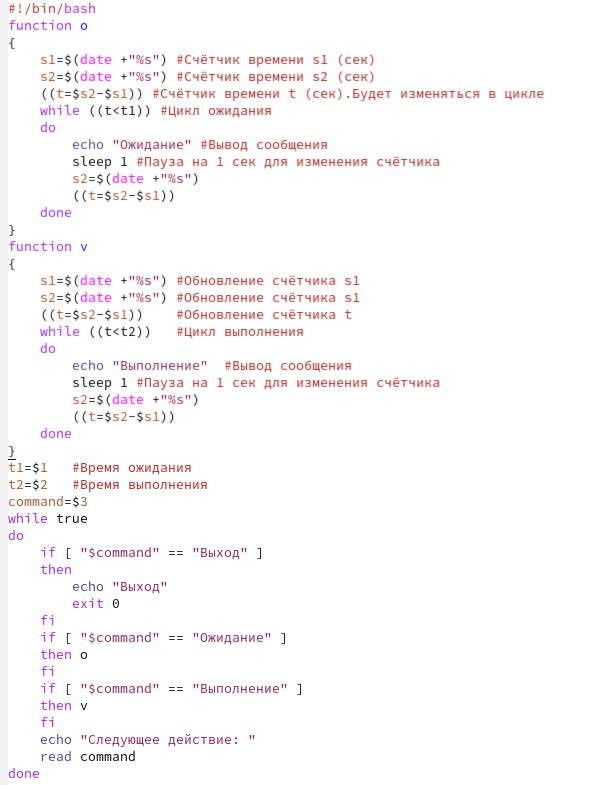 #!/bin/bash
function o
{
    s1=$(date +"%s") #Счётчик времени s1 (сек)
    s2=$(date +"%s") #Счётчик времени s2 (сек)
    ((t=$s2-$s1)) #Счётчик времени t (сек).Будет изменяться в цикле
    while ((t<t1)) #Цикл ожидания
    do
        echo "Ожидание" #Вывод сообщения
        sleep 1 #Пауза на 1 сек для изменения счётчика
        s2=$(date +"%s")
        ((t=$s2-$s1))
    done
}
function v
{
    s1=$(date +"%s") #Обновление счётчика s1
    s2=$(date +"%s") #Обновление счётчика s1
    ((t=$s2-$s1))    #Обновление счётчика t
    while ((t<t2))   #Цикл выполнения
    do
        echo "Выполнение"  #Вывод сообщения
        sleep 1 #Пауза на 1 сек для изменения счётчика
        s2=$(date +"%s")
        ((t=$s2-$s1))
    done
}
t1=$1   #Время ожидания
t2=$2   #Время выполнения
command=$3
while true
do
    if [ "$command" == "Выход" ]
    then
        echo "Выход"
        exit 0
    fi
    if [ "$command" == "Ожидание" ]
    then o
    fi
    if [ "$command" == "Выполнение" ]
    then v
    fi
    echo "Следующее действие: "
    read command
done